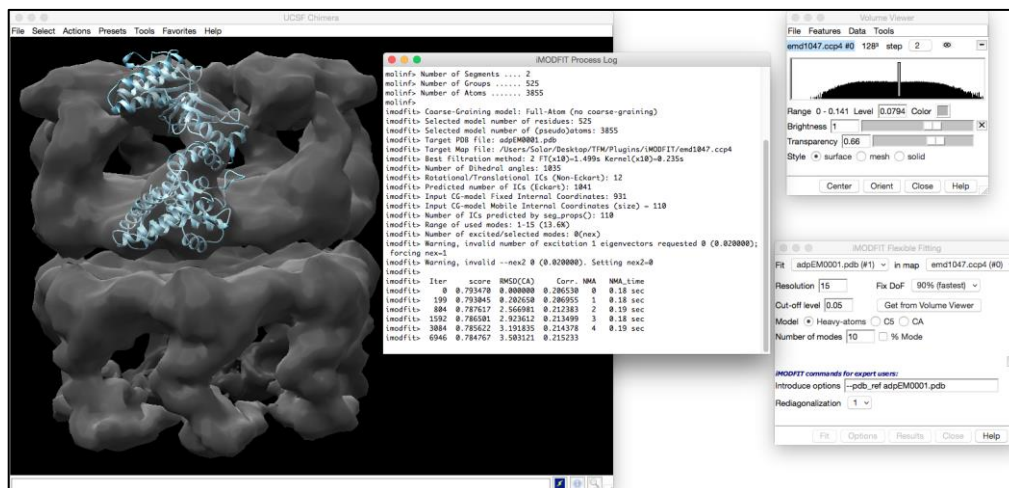 UCSF Chimera
File Select Actions Presets Tools Favorites Help
iMODFIT Process Log
molinf> Number of Segments .... 2
molinf> Number of Groups ...... 525
molinf> Number of Atoms ....... 3855
molinf>
imodfit> Coarse-Graining model: Full-Atom (no coarse-graining)
imodfit> Selected model number of residues: 525
imodfit> Selected model number of (pseudo)atoms: 3855
imodfit> Target PDB file: adpEM0001.pdb
imodfit> Target Map file: /Users/Solar/Desktop/TFM/Plugins/iMODFIT/emd1047.ccp4
imodfit> Best filtration method: 2 FT(x10)=1.499s Kernel(x10)=0.235s
imodfit> Number of Dihedral angles: 1035
imodfit> Rotational/Translational ICs (Non-Eckart): 12
imodfit> Predicted number of ICs (Eckart): 1041
imodfit> Input CG-model Fixed Internal Coordinates: 931
imodfit> Input CG-model Mobile Internal Coordinates (size) = 110
imodfit> Number of ICs predicted by seg_props(): 110
imodfit> Range of used modes: 1-15 (13.6%)
imodfit> Number of excited/selected modes: 0(nex)
imodfit> Warning, invalid number of excitation 1 eigenvectors requested 0 (0.020000);
forcing nex=1
imodfit> Warning, invalid --nex2 0 (0.020000). Setting nex2=0
imodfit>
imodfit> Iter score RMSD(CA) Corr. NMA NMA_time
imodfit> 0 0.793470 0.000000 0.206530 0 0.18 sec
imodfit> 199 0.793045 0.202650 0.206955 1 0.18 sec
imodfit> 804 0.787617 2.566981 0.212383 2 0.19 sec
imodfit> 1592 0.786501 2.923612 0.213499 3 0.18 sec
imodfit> 3084 0.785622 3.191835 0.214378 4 0.19 sec
imodfit> 6946 0.784767 3.503121 0.215233
Volume Viewer
File Features Data Tools
emd1047.ccp4 #0 128³ step 2
Range 0 - 0.141 Level 0.0794 Color
Brightness 1
Transparency 0.66
Style surface mesh solid
Center Orient Close Help
iMODFIT Flexible Fitting
Fit adpEM0001.pdb (#1) in map emd1047.ccp4 (#0)
Resolution 15 Fix DoF 90% (fastest)
Cut-off level 0.05 Get from Volume Viewer
Model Heavy-atoms C5 CA
Number of modes 10 % Mode
iMODFIT commands for expert users:
Introduce options --pdb_ref adpEM0001.pdb
Rediagonalization 1
Fit Options Results Close Help